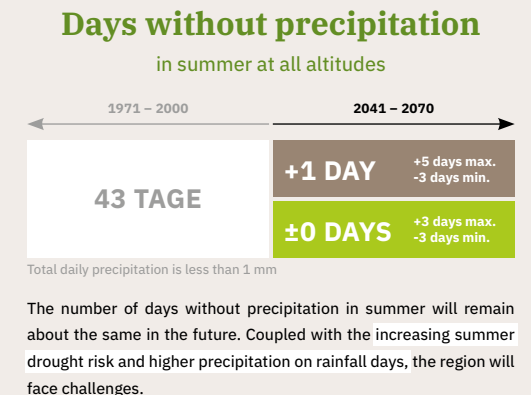 Days without precipitation
in summer at all altitudes
1971 – 2000
2041 – 2070
43 TAGE
+1 DAY
+5 days max.
-3 days min.
±0 DAYS
+3 days max.
-3 days min.
Total daily precipitation is less than 1 mm
The number of days without precipitation in summer will remain
about the same in the future. Coupled with the increasing summer
drought risk and higher precipitation on rainfall days, the region will
face challenges.